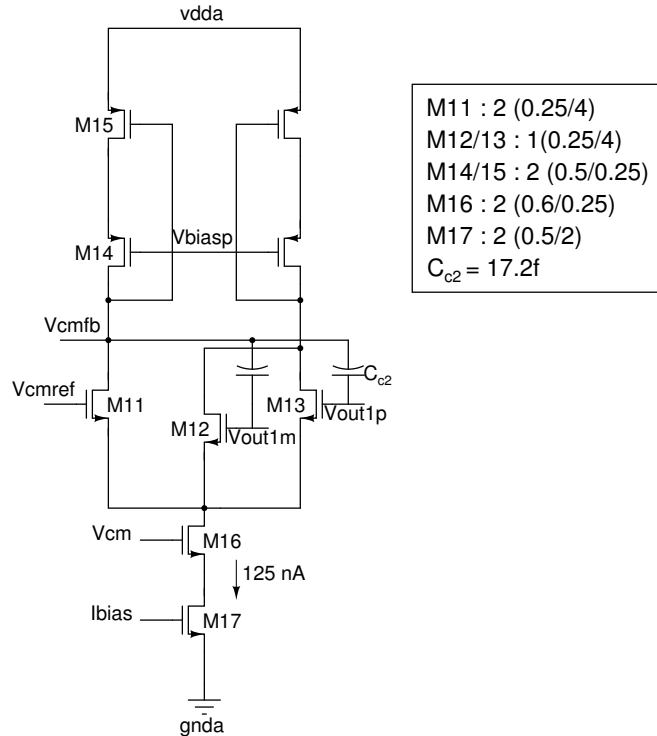 vdda
M15
M14
Vbiasp
Vcmfb
Vcmref
M11
M12
Vout1m
M13
Vout1p
Cc2
Vcm
M16
125 nA
Ibias
M17
gnda
M11 : 2 (0.25/4)
M12/13 : 1(0.25/4)
M14/15 : 2 (0.5/0.25)
M16 : 2 (0.6/0.25)
M17 : 2 (0.5/2)
Cc2 = 17.2f